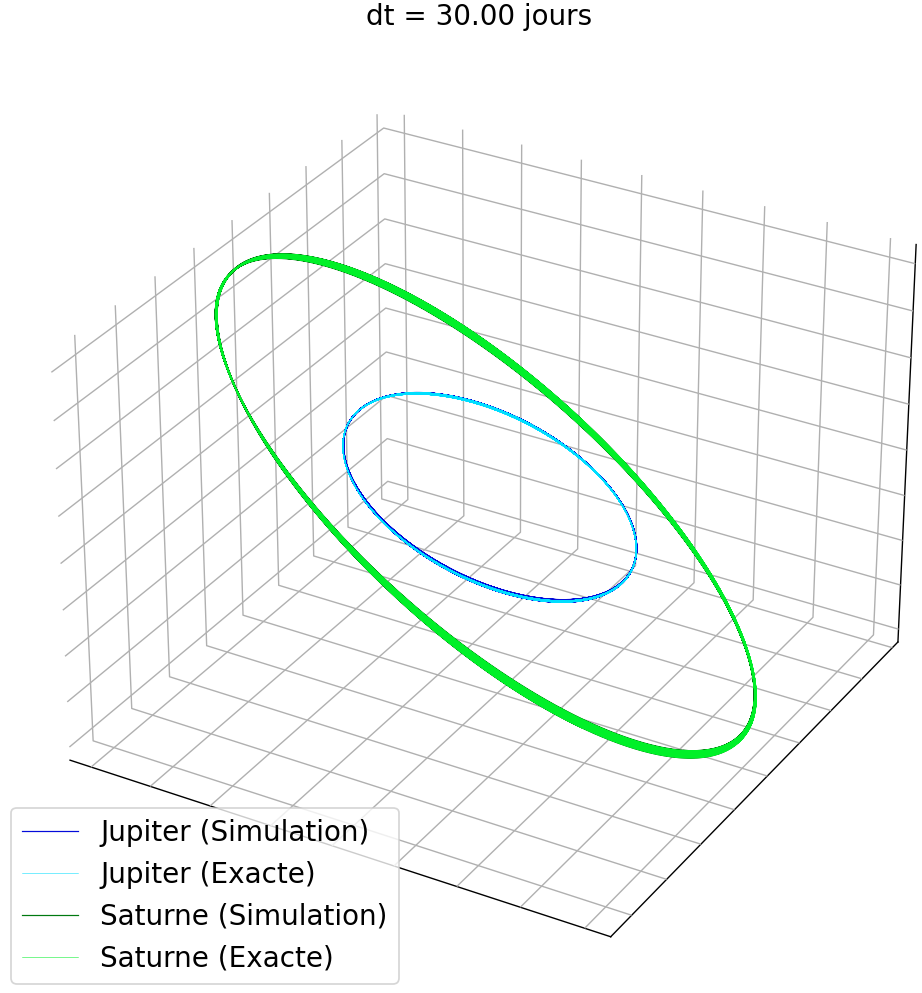 dt = 30.00 jours
Jupiter (Simulation)
Jupiter (Exacte)
Saturne (Simulation)
Saturne (Exacte)